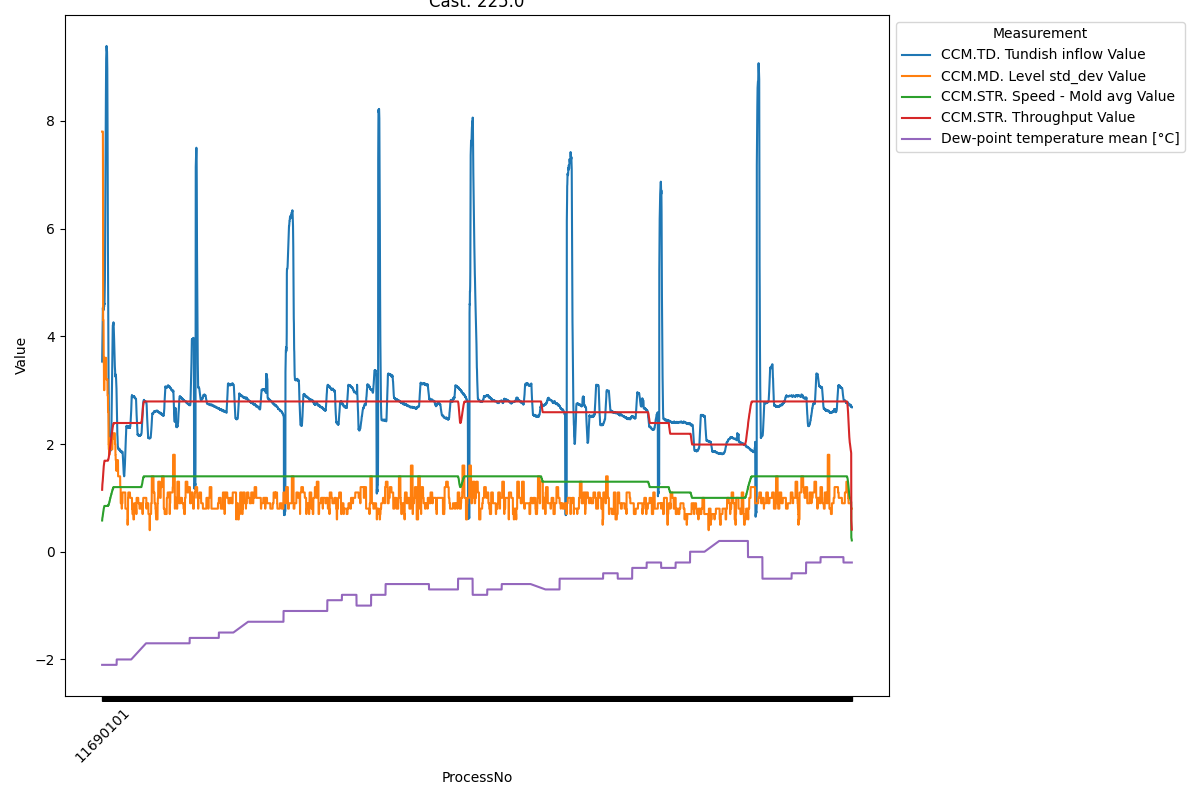 Cast: 225.0
Measurement
CCM.TD. Tundish inflow Value
CCM.MD. Level std_dev Value
CCM.STR. Speed - Mold avg Value
CCM.STR. Throughput Value
Dew-point temperature mean [°C]
8
6
4
2
0
−2
Value
11690101
ProcessNo